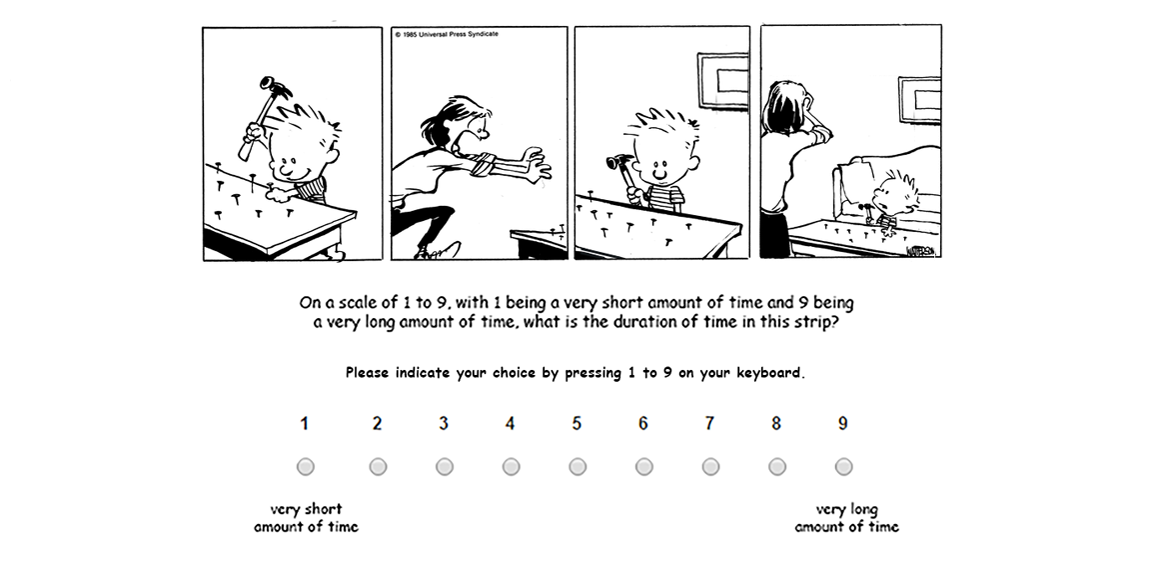 © 1985 Universal Press Syndicate
WATTERSON
On a scale of 1 to 9, with 1 being a very short amount of time and 9 being
a very long amount of time, what is the duration of time in this strip?
Please indicate your choice by pressing 1 to 9 on your keyboard.
1 2 3 4 5 6 7 8 9
very short very long
amount of time amount of time